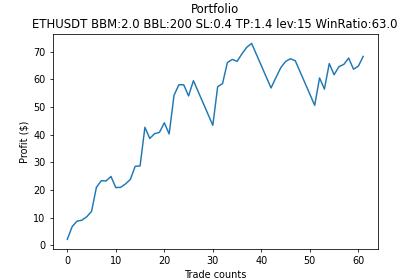 Portfolio
ETHUSDT BBM:2.0 BBL:200 SL:0.4 TP:1.4 lev:15 WinRatio:63.0
Profit ($)
70
60
50
40
30
20
10
0
0 10 20 30 40 50 60
Trade counts